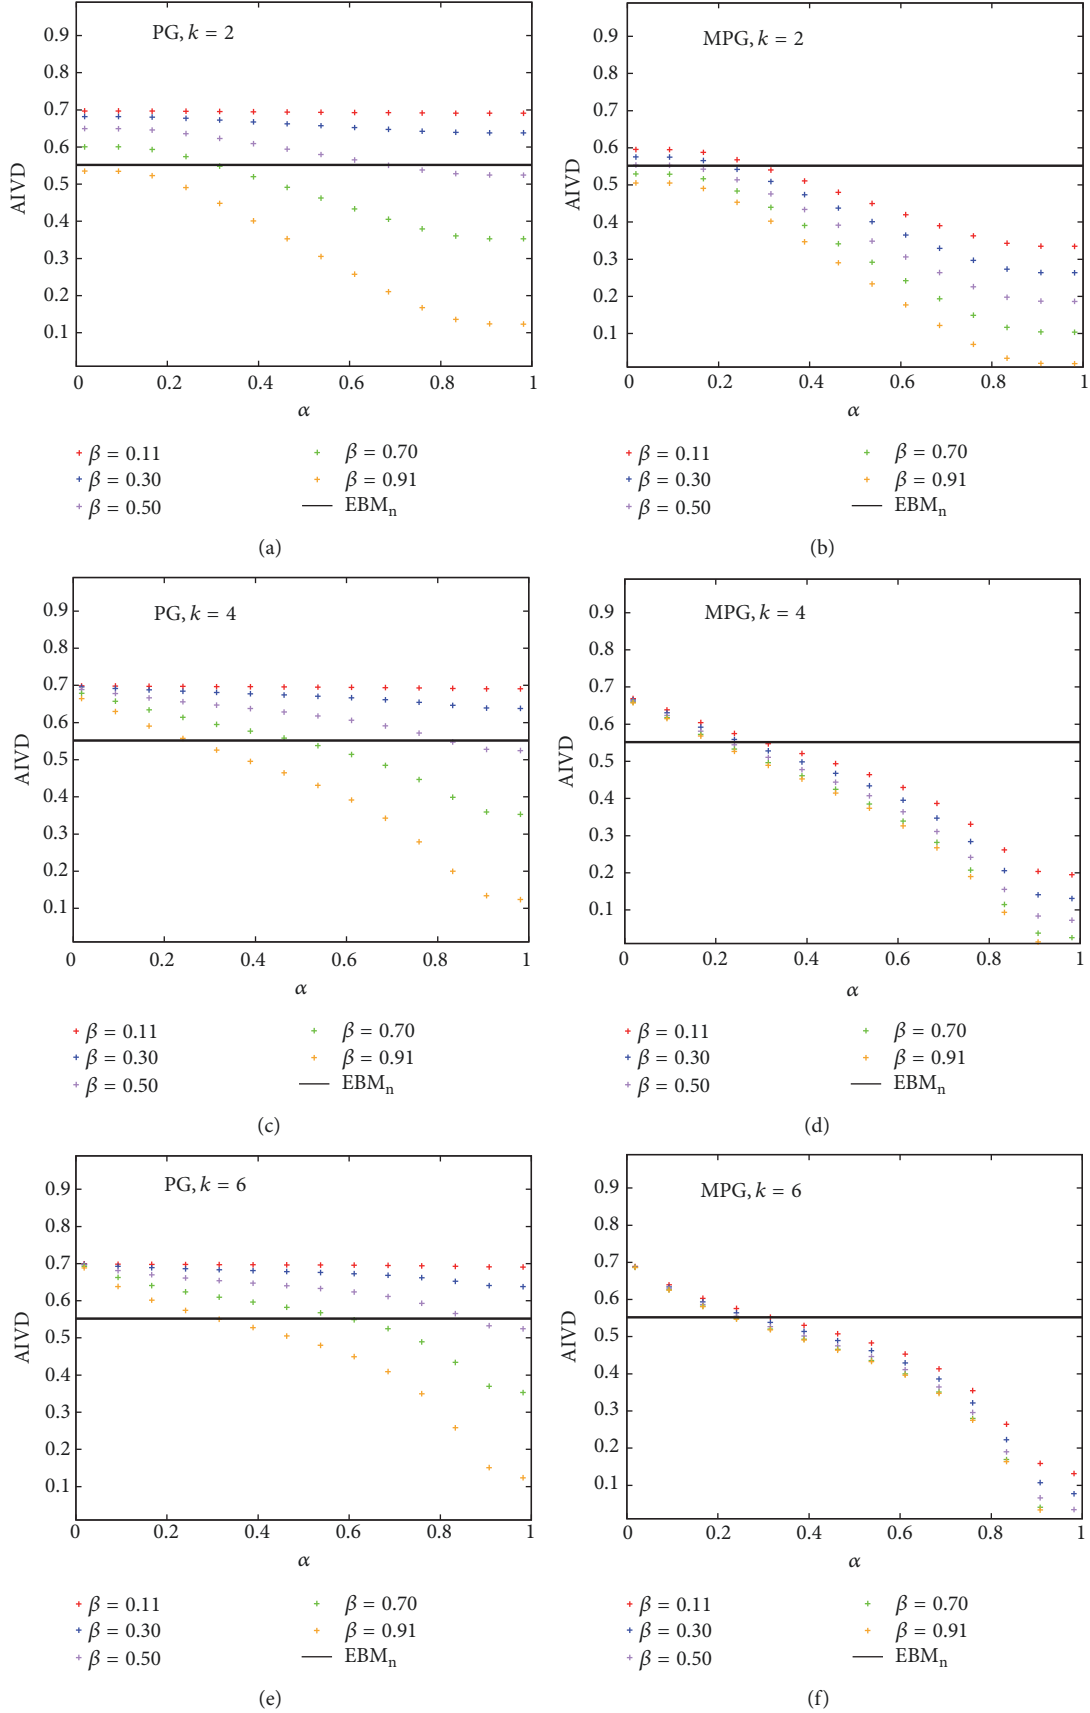 PG, k = 2
0.9
0.8
0.7
0.6
0.5
0.4
0.3
0.2
0.1
AIVD
0 0.2 0.4 0.6 0.8 1
α
β = 0.11
β = 0.30
β = 0.50
β = 0.70
β = 0.91
EBMn
(a)
MPG, k = 2
0.9
0.8
0.7
0.6
0.5
0.4
0.3
0.2
0.1
AIVD
0 0.2 0.4 0.6 0.8 1
α
β = 0.11
β = 0.30
β = 0.50
β = 0.70
β = 0.91
EBMn
(b)
PG, k = 4
0.9
0.8
0.7
0.6
0.5
0.4
0.3
0.2
0.1
AIVD
0 0.2 0.4 0.6 0.8 1
α
β = 0.11
β = 0.30
β = 0.50
β = 0.70
β = 0.91
EBMn
(c)
MPG, k = 4
0.9
0.8
0.7
0.6
0.5
0.4
0.3
0.2
0.1
AIVD
0 0.2 0.4 0.6 0.8 1
α
β = 0.11
β = 0.30
β = 0.50
β = 0.70
β = 0.91
EBMn
(d)
PG, k = 6
0.9
0.8
0.7
0.6
0.5
0.4
0.3
0.2
0.1
AIVD
0 0.2 0.4 0.6 0.8 1
α
β = 0.11
β = 0.30
β = 0.50
β = 0.70
β = 0.91
EBMn
(e)
MPG, k = 6
0.9
0.8
0.7
0.6
0.5
0.4
0.3
0.2
0.1
AIVD
0 0.2 0.4 0.6 0.8 1
α
β = 0.11
β = 0.30
β = 0.50
β = 0.70
β = 0.91
EBMn
(f)